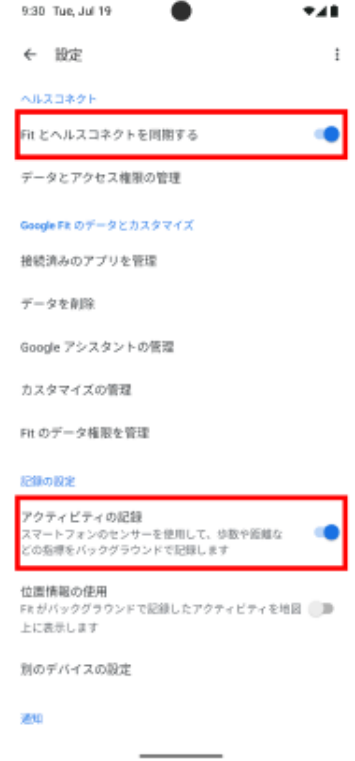 9:30 Tue, Jul 19
設定
ヘルスコネクト
Fit とヘルスコネクトを同期する
データとアクセス権限の管理
Google Fit のデータとカスタマイズ
接続済みのアプリを管理
データを削除
Google アシスタントの管理
カスタマイズの管理
Fit のデータ権限を管理
記録の設定
アクティビティの記録
スマートフォンのセンサーを使用して、歩数や距離な
どの指標をバックグラウンドで記録します
位置情報の使用
Fit がバックグラウンドで記録したアクティビティを地図
上に表示します
別のデバイスの設定
通知